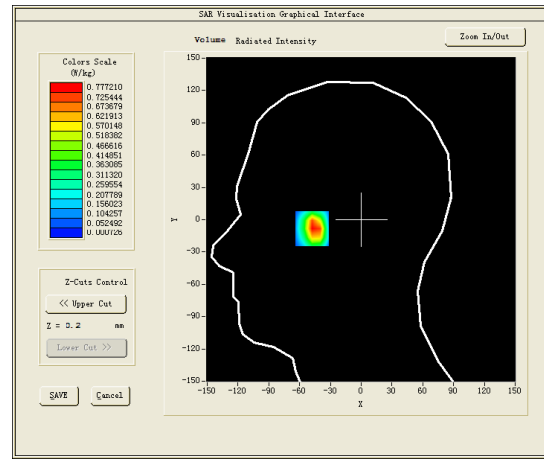 SAR Visualisation Graphical Interface
Volume Radiated Intensity
Zoom In/Out
Colors Scale
(W/kg)
0.777210
0.725444
0.673679
0.621913
0.570148
0.518382
0.466616
0.414851
0.363085
0.311320
0.259554
0.207789
0.156023
0.104257
0.052492
0.000726
150
120
90
60
30
0
-30
-60
-90
-120
-150
Y
-150 -120 -90 -60 -30 0 30 60 90 120 150
X
Z-Cuts Control
<< Upper Cut
Z = 0.2 mm
Lower Cut >>
SAVE Cancel